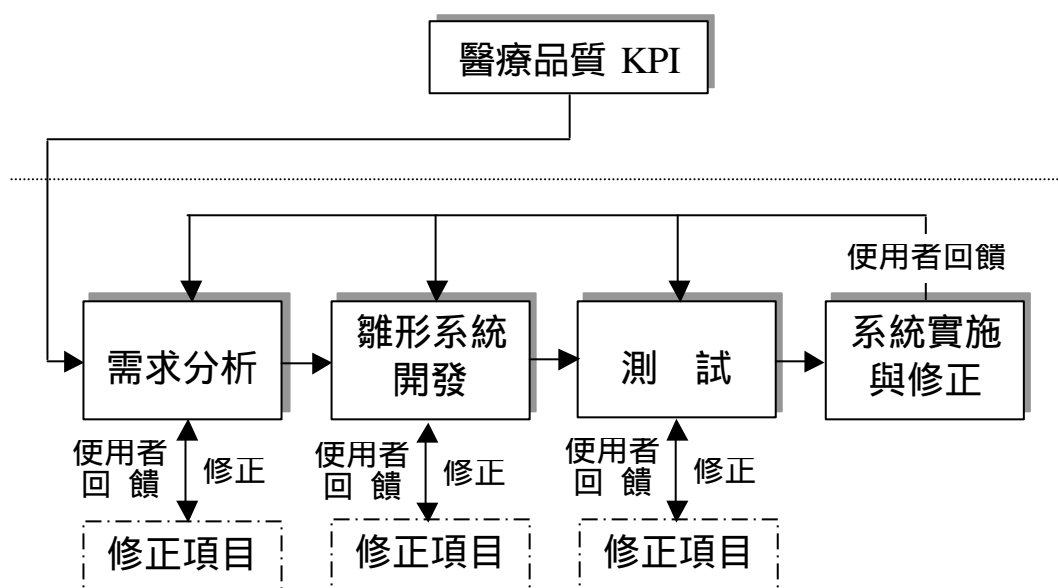 醫療品質 KPI
使用者回饋
需求分析
雛形系統
開發
測 試
系統實施
與修正
使用者
回 饋
修正
使用者
回 饋
修正
使用者
回 饋
修正
修正項目
修正項目
修正項目